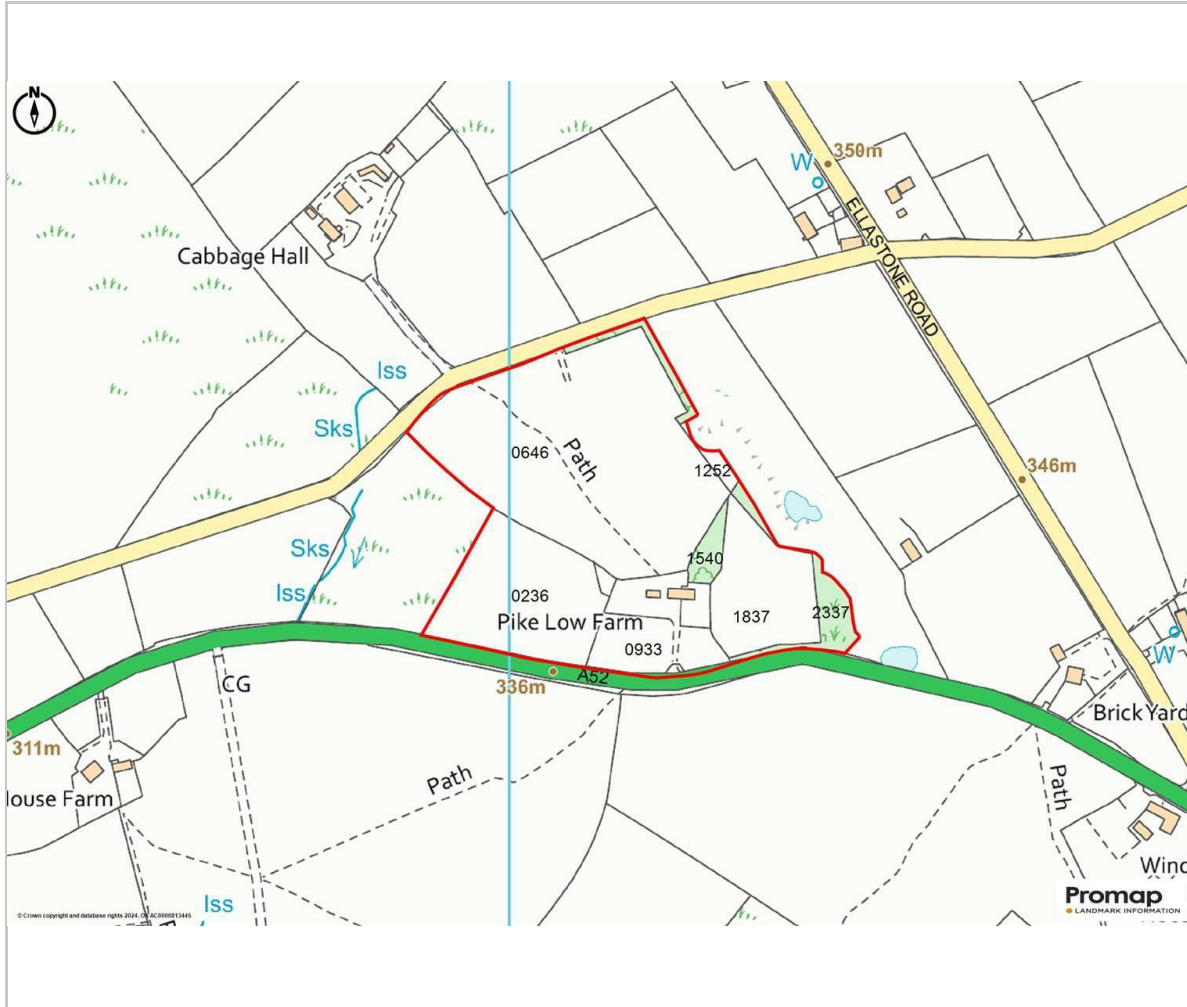 N
W
350m
ELLASTONE ROAD
Cabbage Hall
Iss
Sks
0646
Path
1252
346m
Sks
1540
Iss
0236
1837
2337
Pike Low Farm
0933
W
A52
336m
CG
Brick Yard
311m
Path
Path
House Farm
Wind
Iss
Promap
LANDMARK INFORMATION
© Crown copyright and database rights 2024. OS AC0000813445